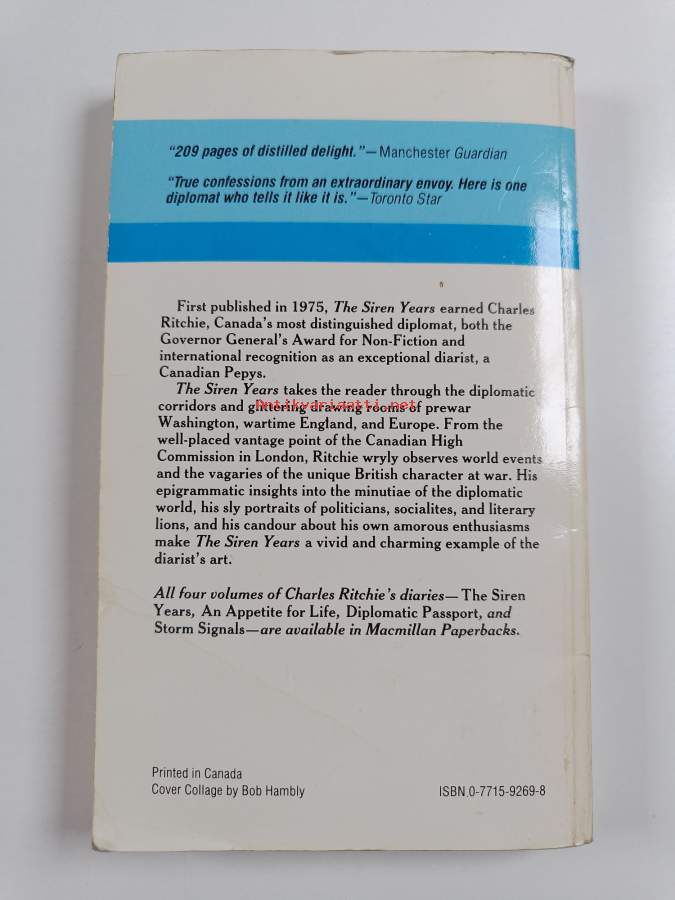 "209 pages of distilled delight."—Manchester Guardian
"True confessions from an extraordinary envoy. Here is one
diplomat who tells it like it is."—Toronto Star
First published in 1975, The Siren Years earned Charles
Ritchie, Canada's most distinguished diplomat, both the
Governor General's Award for Non-Fiction and
international recognition as an exceptional diarist, a
Canadian Pepys.
The Siren Years takes the reader through the diplomatic
Antikvariaatti.net
corridors and glittering drawing rooms of prewar
Washington, wartime England, and Europe. From the
well-placed vantage point of the Canadian High
Commission in London, Ritchie wryly observes world events
and the vagaries of the unique British character at war. His
epigrammatic insights into the minutiae of the diplomatic
world, his sly portraits of politicians, socialites, and literary
lions, and his candour about his own amorous enthusiasms
make The Siren Years a vivid and charming example of the
diarist's art.
All four volumes of Charles Ritchie's diaries—The Siren
Years, An Appetite for Life, Diplomatic Passport, and
Storm Signals—are available in Macmillan Paperbacks.
Printed in Canada
Cover Collage by Bob Hambly
ISBN.0-7715-9269-8